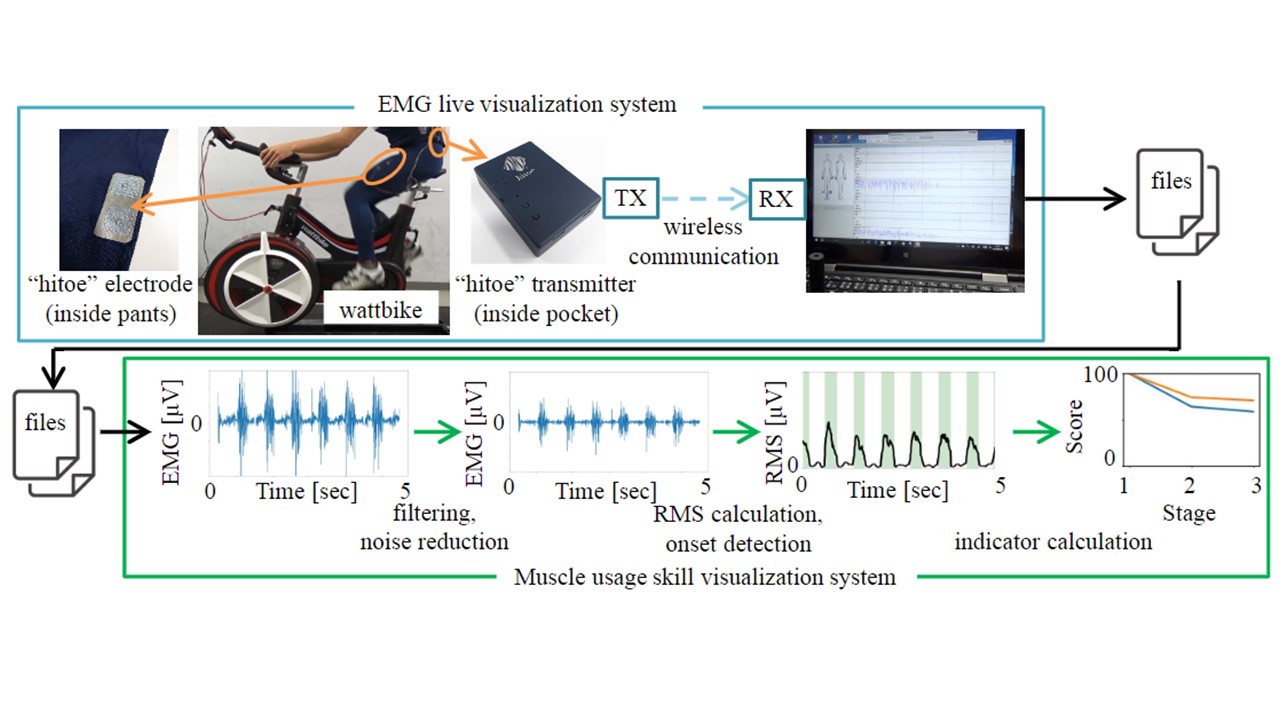 EMG live visualization system
“hitoe” electrode
(inside pants)
wattbike
wattbike
hitoe
“hitoe” transmitter
(inside pocket)
TX
wireless
communication
RX
files
files
EMG [µV]
0
0
Time [sec]
5
filtering,
noise reduction
EMG [µV]
0
0
Time [sec]
5
RMS calculation,
onset detection
RMS [µV]
0
0
Time [sec]
5
indicator calculation
Score
100
0
1
2
3
Stage
Muscle usage skill visualization system